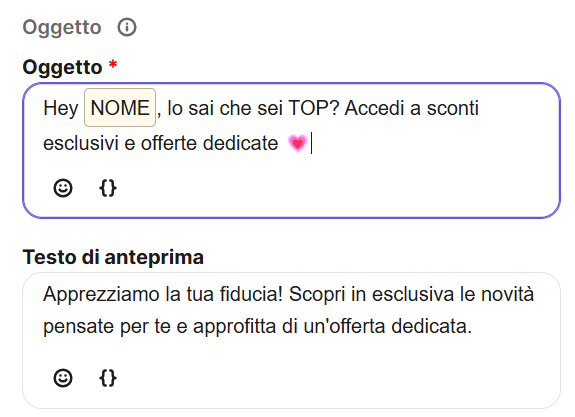 Oggetto
Oggetto *
Hey NOME, lo sai che sei TOP? Accedi a sconti
esclusivi e offerte dedicate 💗
{}
Testo di anteprima
Apprezziamo la tua fiducia! Scopri in esclusiva le novità
pensate per te e approfitta di un'offerta dedicata.
{}